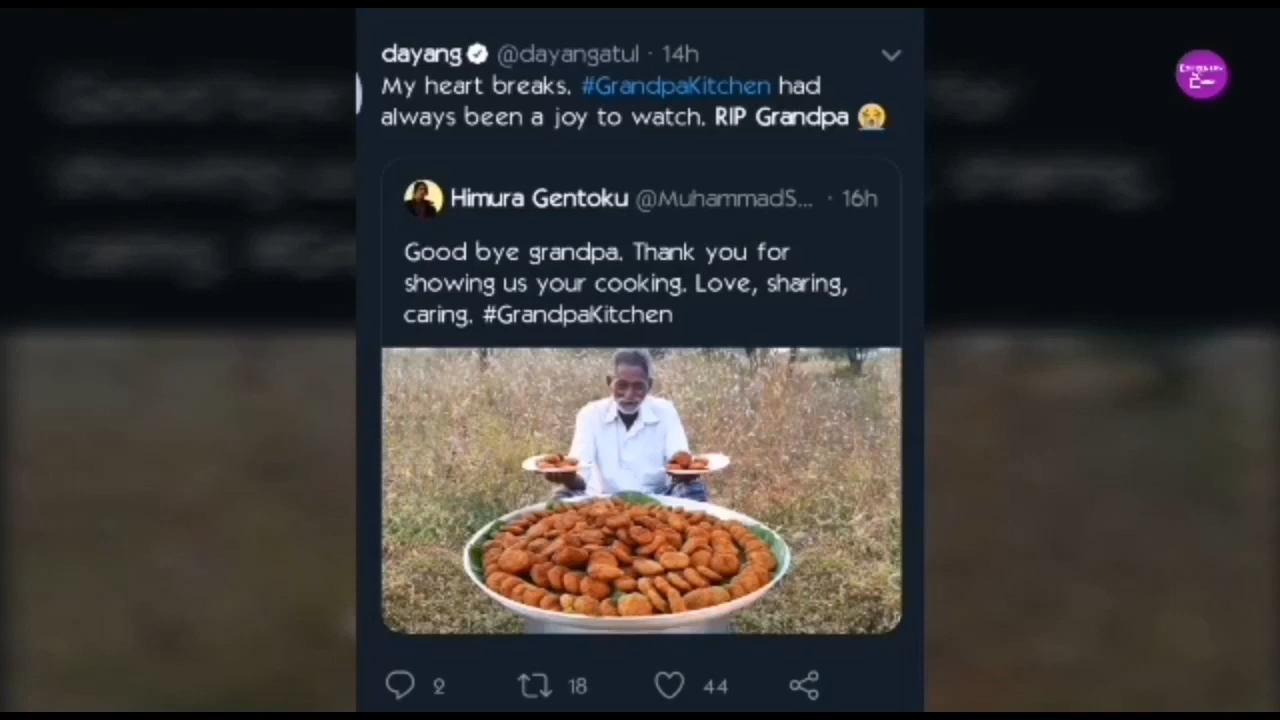 dayang @dayangatul · 14h
My heart breaks. #GrandpaKitchen had
always been a joy to watch. RIP Grandpa 😭
Himura Gentoku @MuhammadS... · 16h
Good bye grandpa. Thank you for
showing us your cooking. Love, sharing,
caring. #GrandpaKitchen
2 18 44